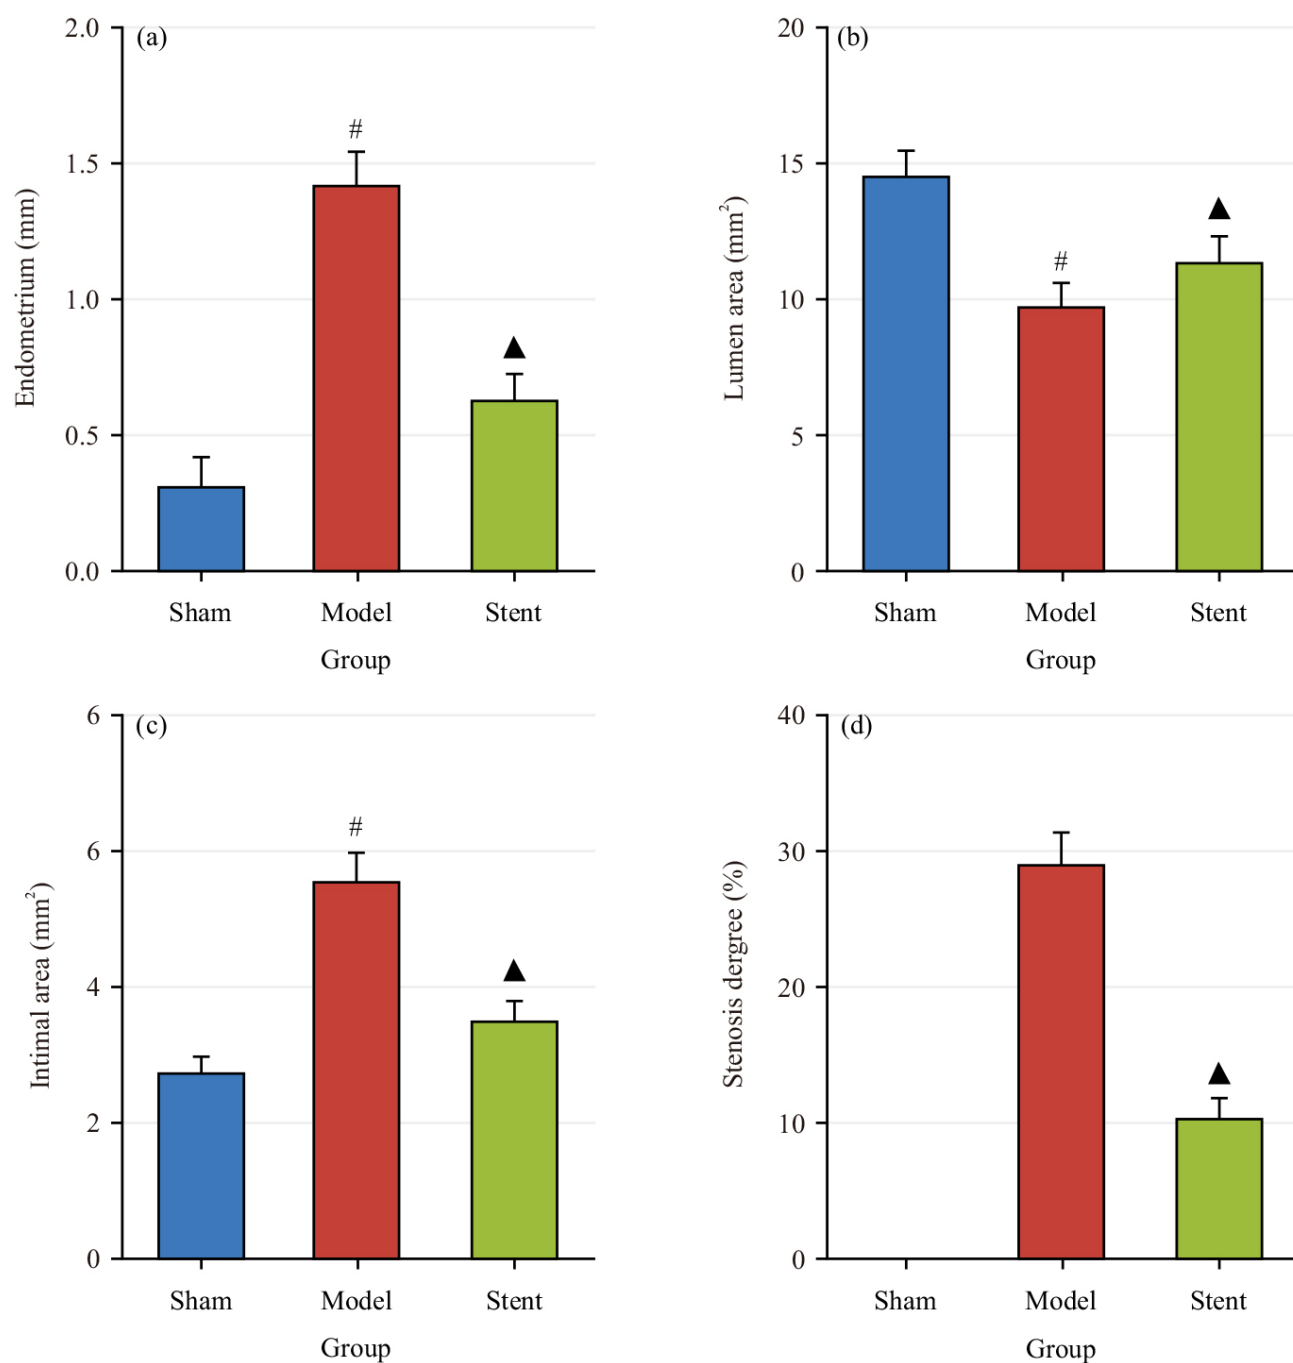 (a)
2.0
1.5
1.0
0.5
0.0
Endometrium (mm)
#
▲
Sham Model Stent
Group
(b)
20
15
10
5
0
Lumen area (mm²)
#
▲
Sham Model Stent
Group
(c)
6
6
4
2
0
Intimal area (mm²)
#
▲
Sham Model Stent
Group
(d)
40
30
20
10
0
Stenosis dergree (%)
▲
Sham Model Stent
Group